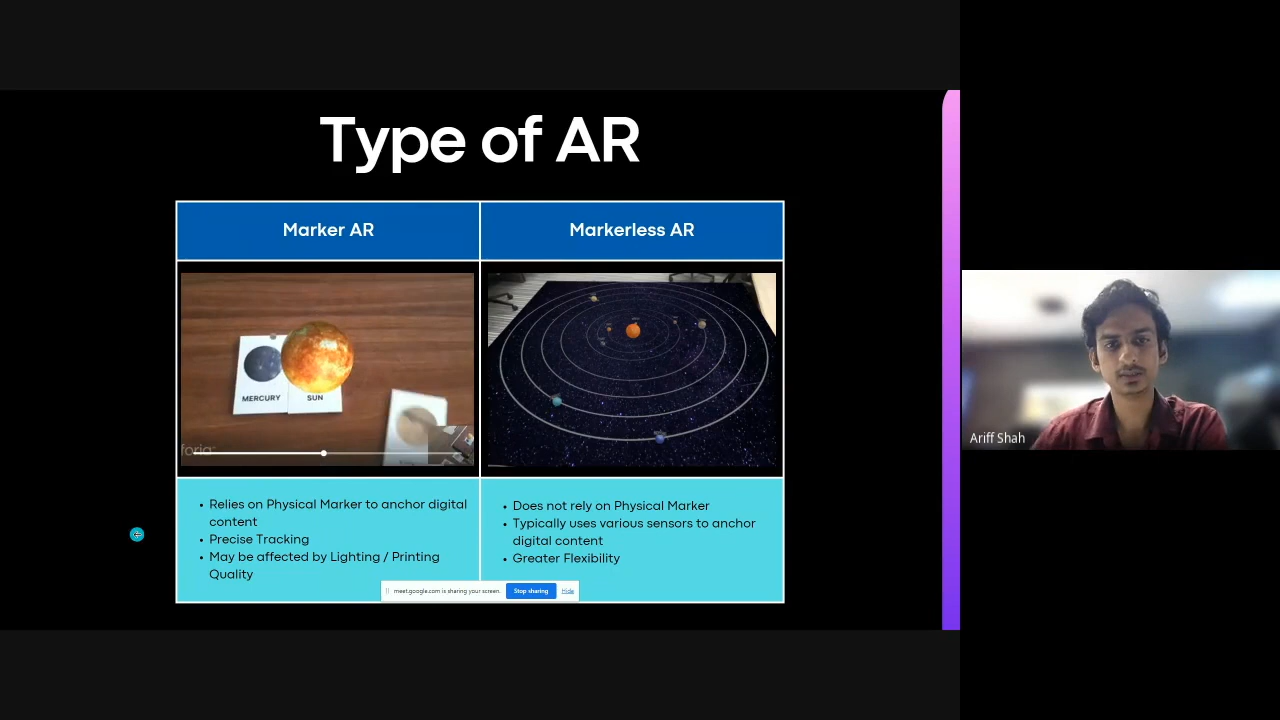 Type of AR
Marker AR
Markerless AR
MERCURY
SUN
foria
• Relies on Physical Marker to anchor digital
content
• Precise Tracking
• May be affected by Lighting / Printing
Quality
• Does not rely on Physical Marker
• Typically uses various sensors to anchor
digital content
• Greater Flexibility
meet.google.com is sharing your screen.
Stop sharing
Hide
Ariff Shah